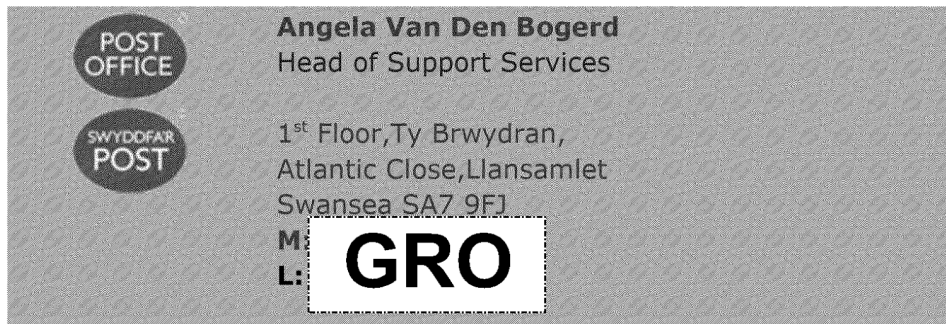 POST
OFFICE
Angela Van Den Bogerd
Head of Support Services
SWYDDFA'R
POST
1st Floor,Ty Brwydran,
Atlantic Close,Llansamlet
Swansea SA7 9FJ
M:
L:
GRO